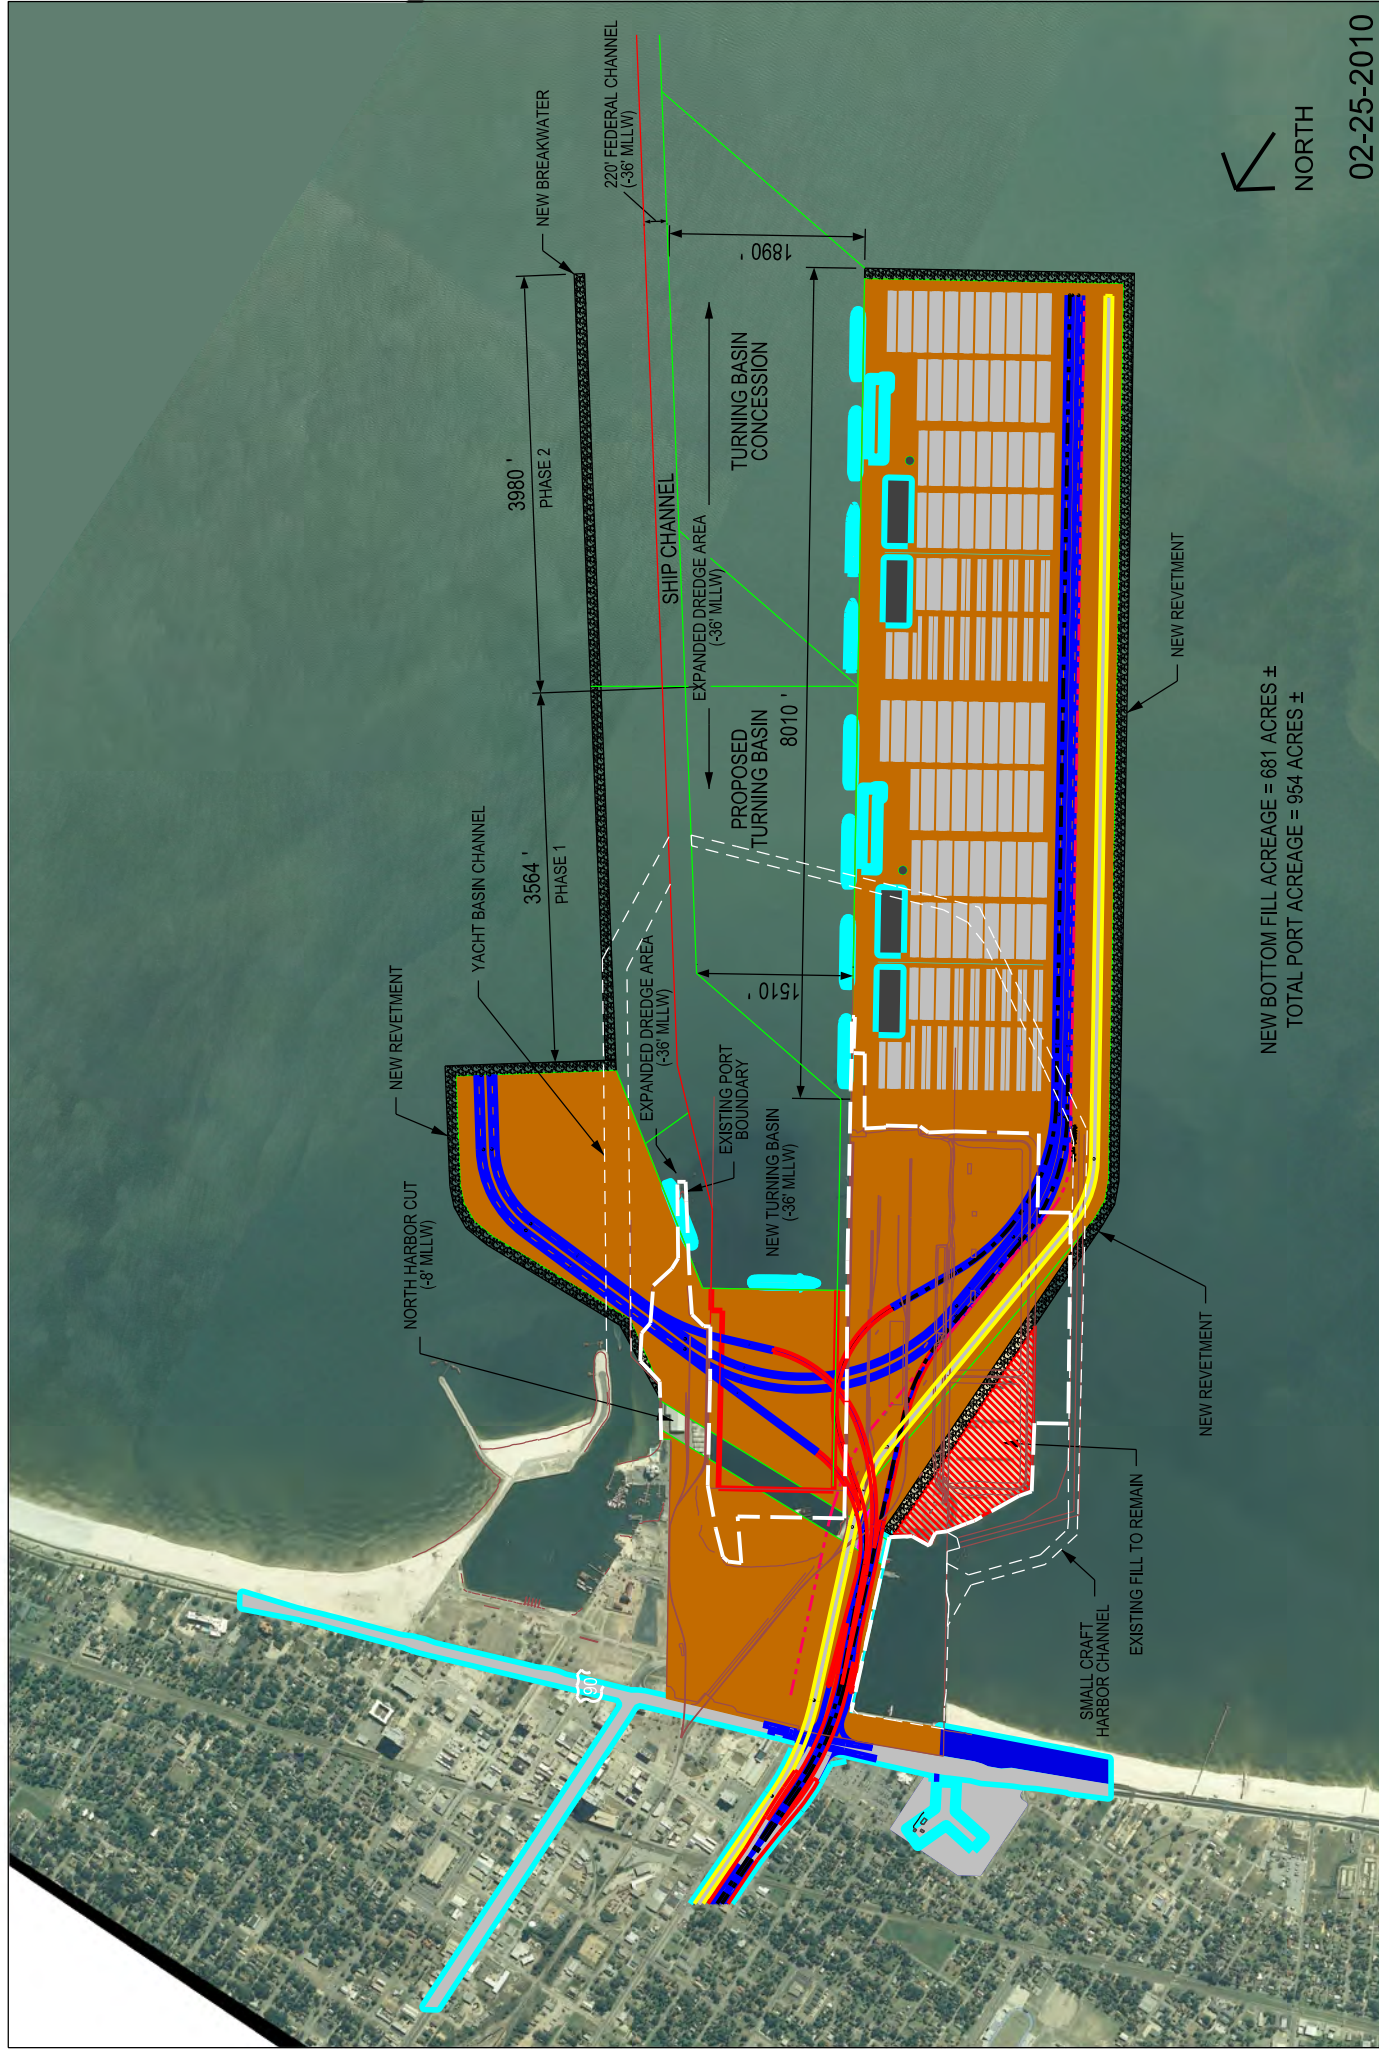 220' FEDERAL CHANNEL
(-36' MLLW)
NEW BREAKWATER
1890 '
3980 '
PHASE 2
TURNING BASIN
CONCESSION
SHIP CHANNEL
EXPANDED DREDGE AREA
(-36' MLLW)
8010 '
PROPOSED
TURNING BASIN
3564 '
PHASE 1
YACHT BASIN CHANNEL
NEW REVETMENT
EXPANDED DREDGE AREA
(-36' MLLW)
1510 '
EXISTING PORT
BOUNDARY
NEW TURNING BASIN
(-36' MLLW)
NORTH HARBOR CUT
(-8' MLLW)
NEW REVETMENT
NEW REVETMENT
EXISTING FILL TO REMAIN
SMALL CRAFT
HARBOR CHANNEL
90
NEW BOTTOM FILL ACREAGE = 681 ACRES ±
TOTAL PORT ACREAGE = 954 ACRES ±
NORTH
02-25-2010